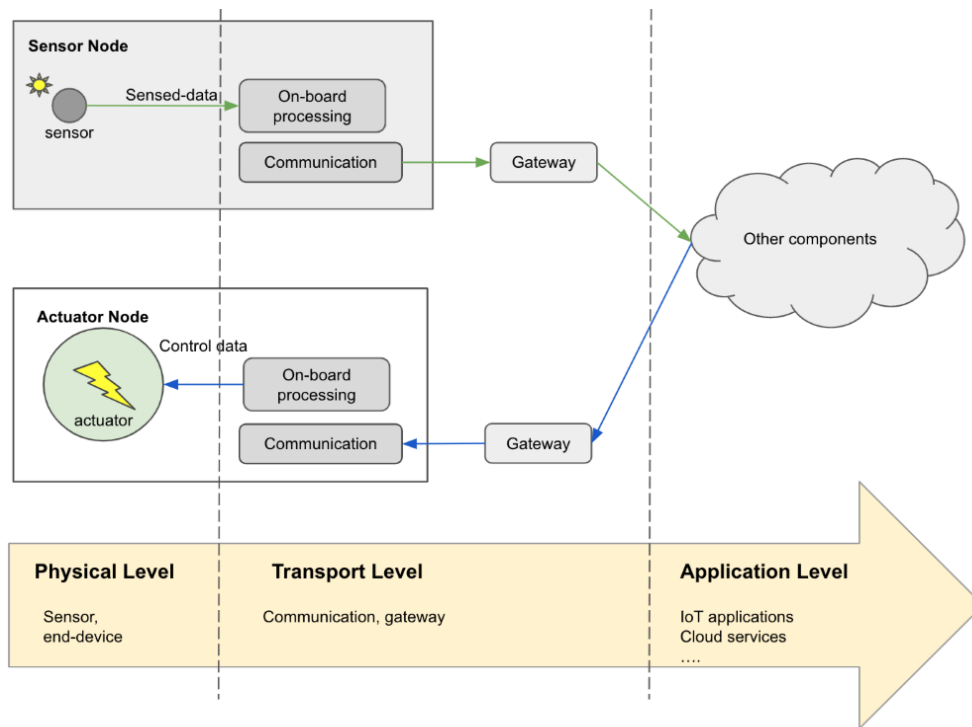 Sensor Node
Sensed-data
sensor
On-board
processing
Communication
Gateway
Other components
Actuator Node
Control data
On-board
processing
actuator
Communication
Gateway
Physical Level
Transport Level
Application Level
Sensor,
end-device
Communication, gateway
IoT applications
Cloud services
....